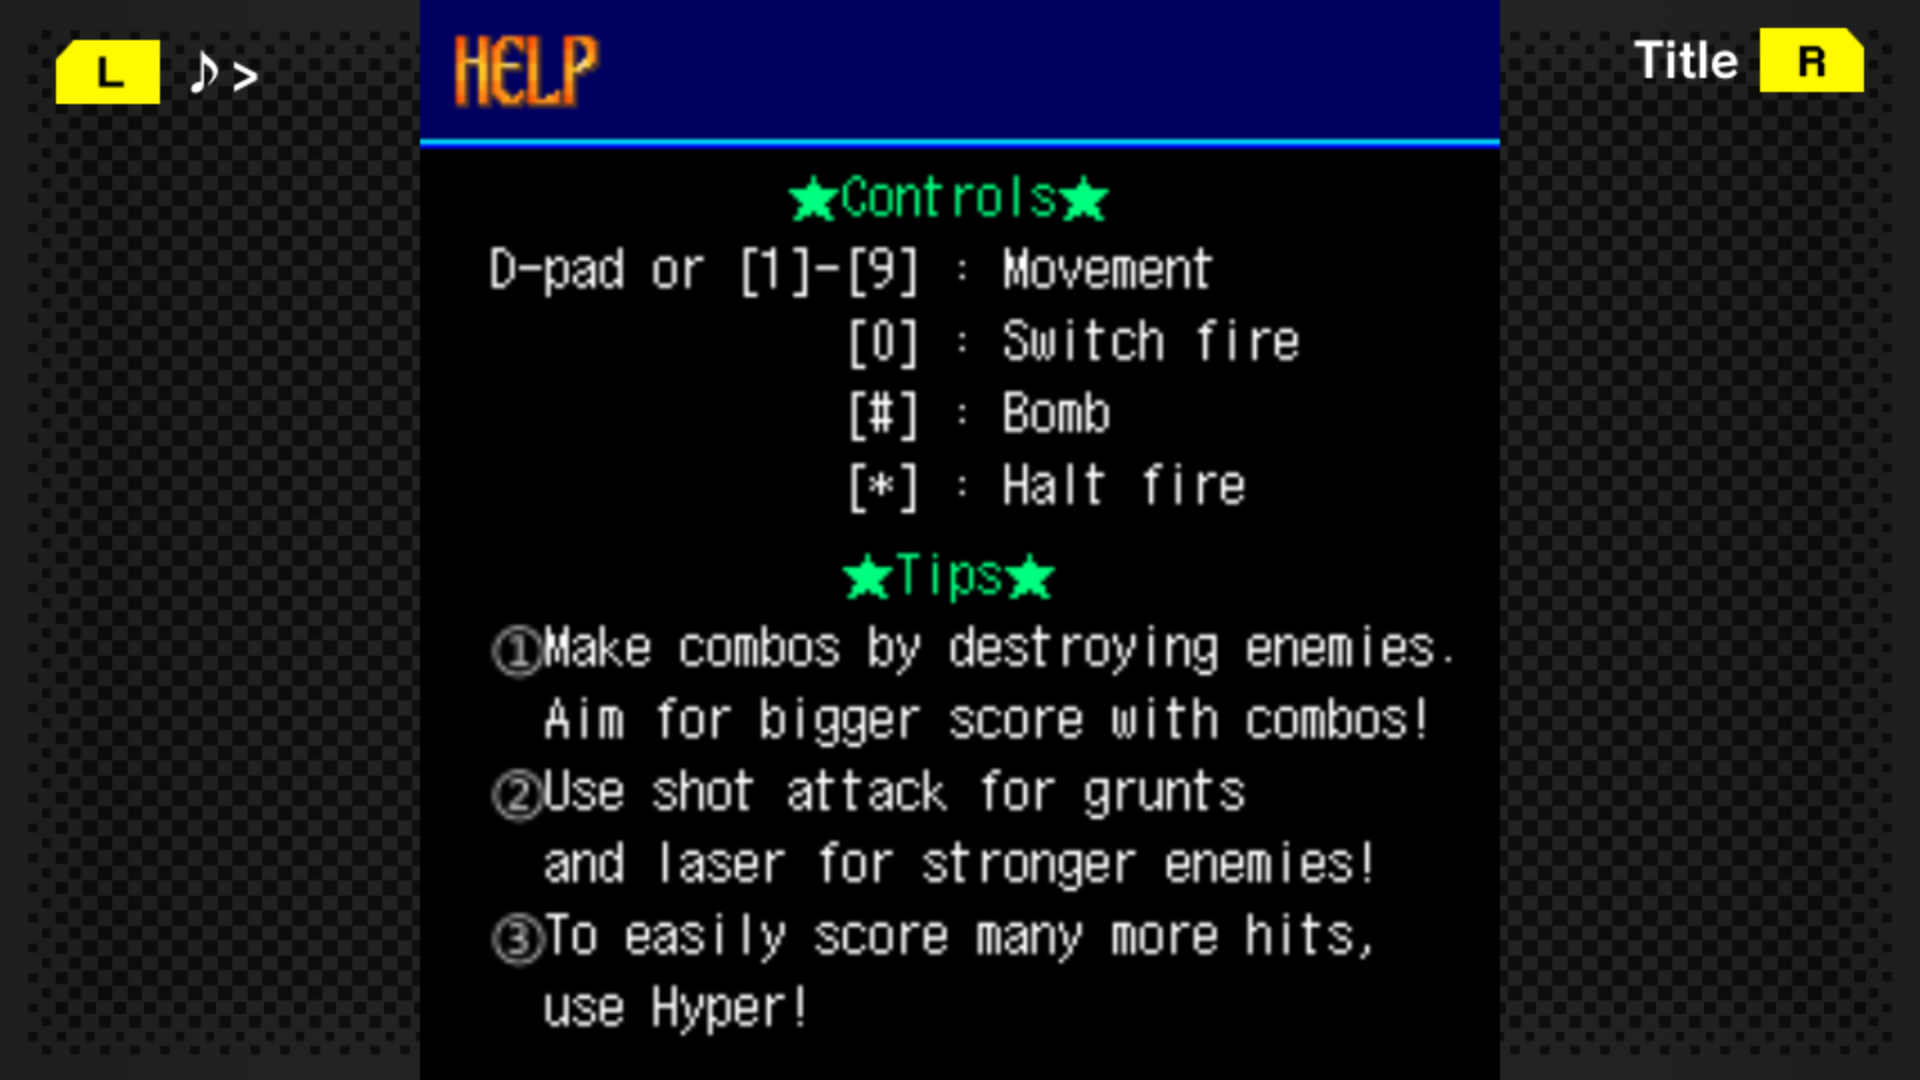 L ♪>
HELP
Title R
★Controls★
D-pad or [1]-[9] : Movement
[0] : Switch fire
[#] : Bomb
[*] : Halt fire
★Tips★
①Make combos by destroying enemies.
Aim for bigger score with combos!
②Use shot attack for grunts
and laser for stronger enemies!
③To easily score many more hits,
use Hyper!